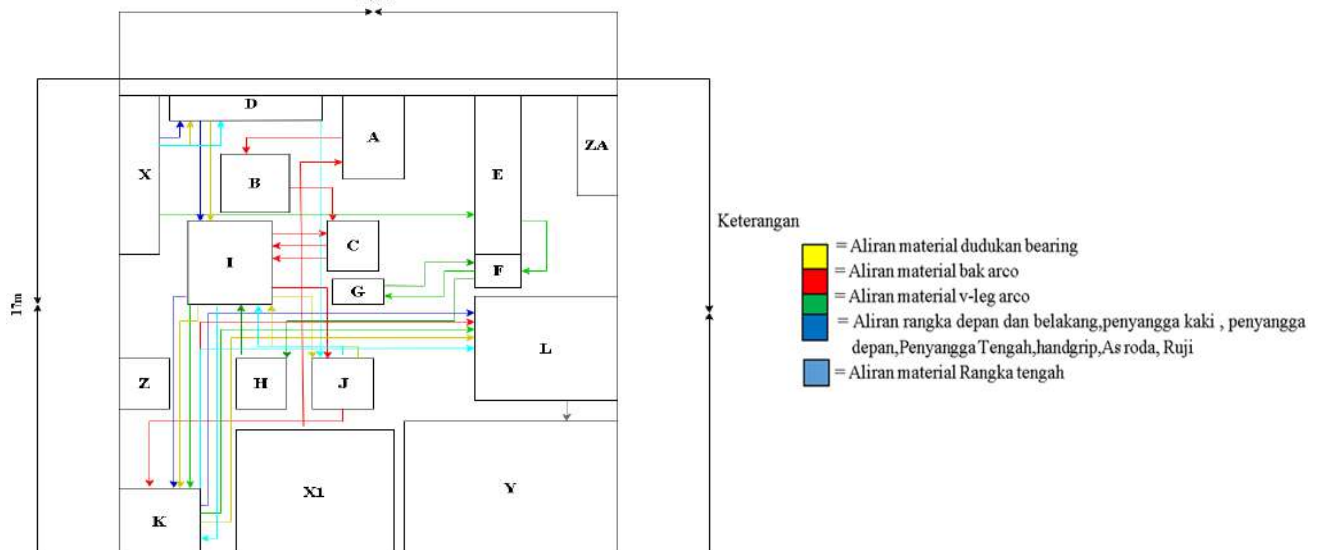 D
A
X
B
E
ZA
Keterangan
C
I
F
G
17m
L
Z
H
J
X1
Y
K
= Aliran material dudukan bearing
= Aliran material bak arco
= Aliran material v-leg arco
= Aliran rangka depan dan belakang,penyangga kaki , penyangga
depan,Penyangga Tengah,handgrip,As roda, Ruji
= Aliran material Rangka tengah